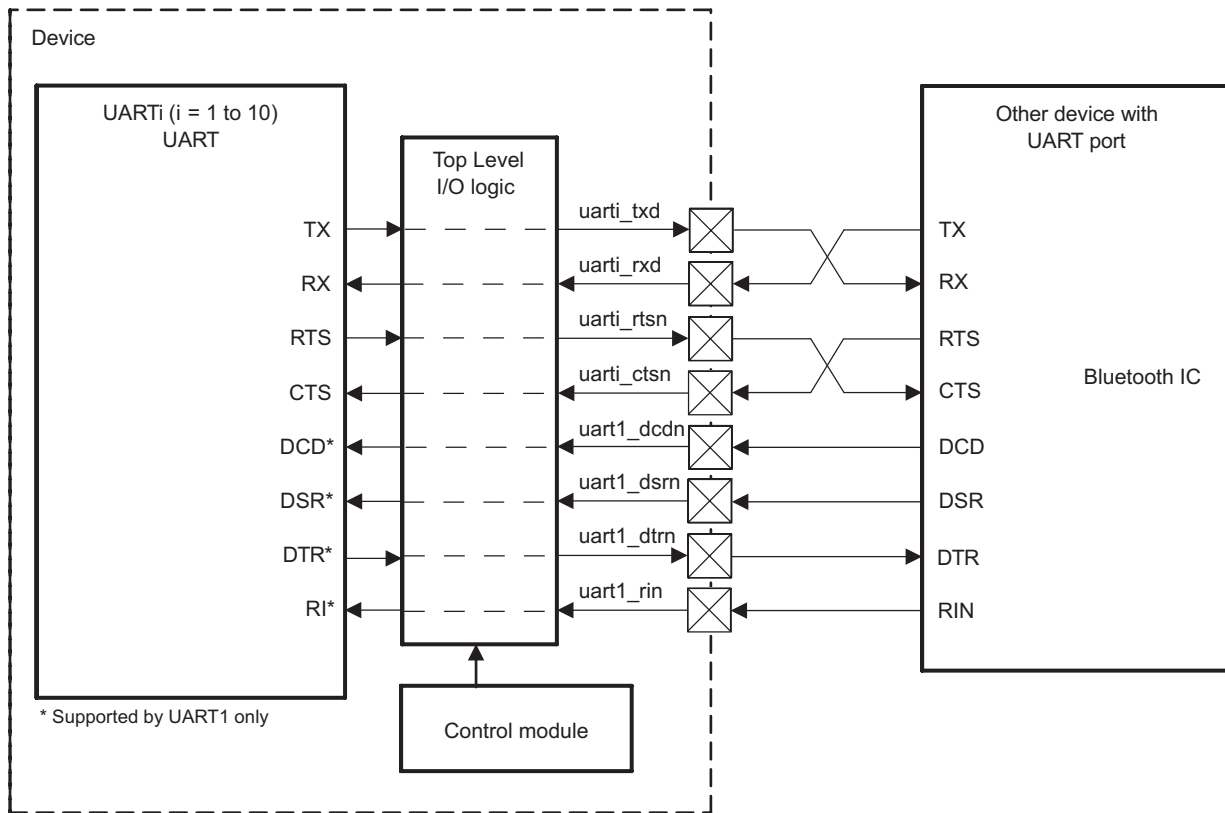 Device
UARTi (i = 1 to 10)
UART
Top Level
I/O logic
Other device with
UART port
TX
uarti_txd
TX
RX
uarti_rxd
RX
RTS
uarti_rtsn
RTS
CTS
uarti_ctsn
CTS
Bluetooth IC
DCD*
uart1_dcdn
DCD
DSR*
uart1_dsrn
DSR
DTR*
uart1_dtrn
DTR
RI*
uart1_rin
RIN
* Supported by UART1 only
Control module